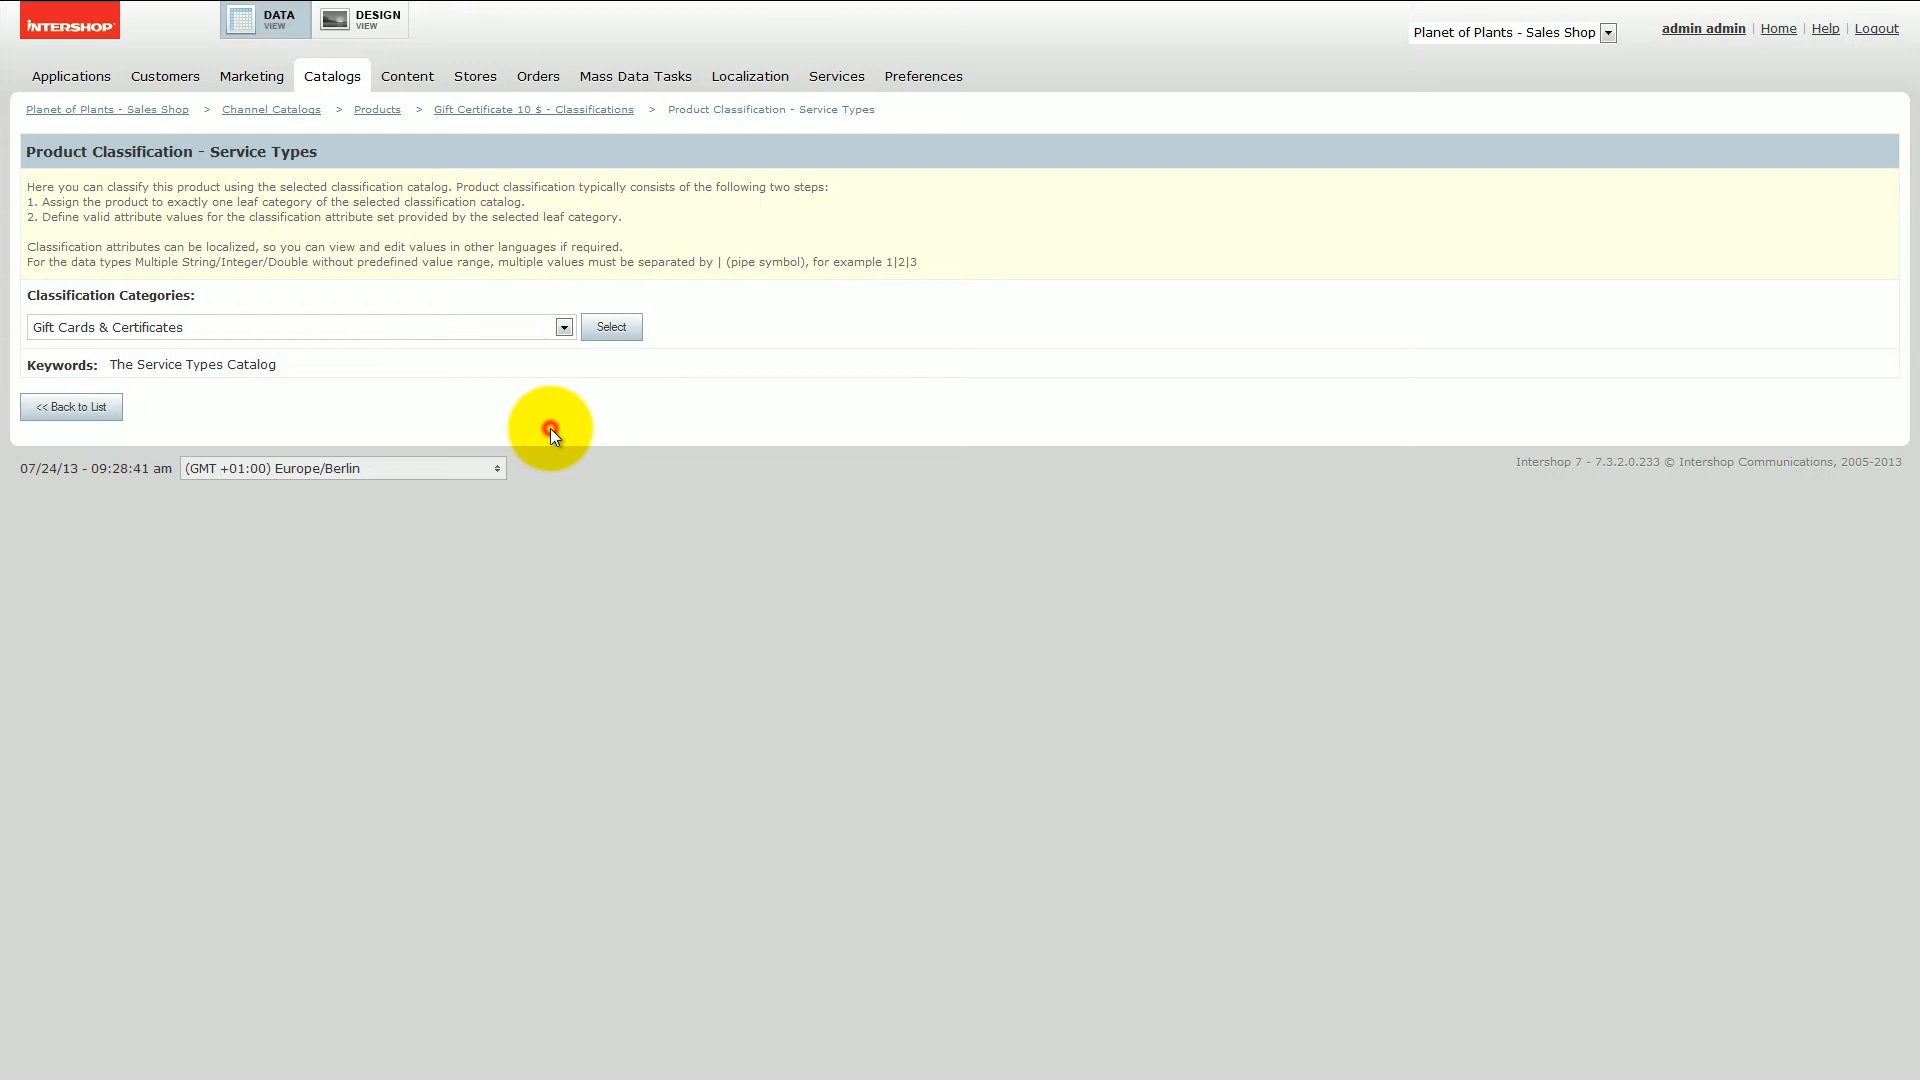 INTERSHOP
DATA
VIEW
DESIGN
VIEW
Planet of Plants - Sales Shop
admin admin | Home | Help | Logout
Applications Customers Marketing Catalogs Content Stores Orders Mass Data Tasks Localization Services Preferences
Planet of Plants - Sales Shop > Channel Catalogs > Products > Gift Certificate 10 $ - Classifications > Product Classification - Service Types
Product Classification - Service Types
Here you can classify this product using the selected classification catalog. Product classification typically consists of the following two steps:
1. Assign the product to exactly one leaf category of the selected classification catalog.
2. Define valid attribute values for the classification attribute set provided by the selected leaf category.
Classification attributes can be localized, so you can view and edit values in other languages if required.
For the data types Multiple String/Integer/Double without predefined value range, multiple values must be separated by | (pipe symbol), for example 1|2|3
Classification Categories:
Gift Cards & Certificates Select
Keywords: The Service Types Catalog
<< Back to List
07/24/13 - 09:28:41 am (GMT +01:00) Europe/Berlin
Intershop 7 - 7.3.2.0.233 © Intershop Communications, 2005-2013